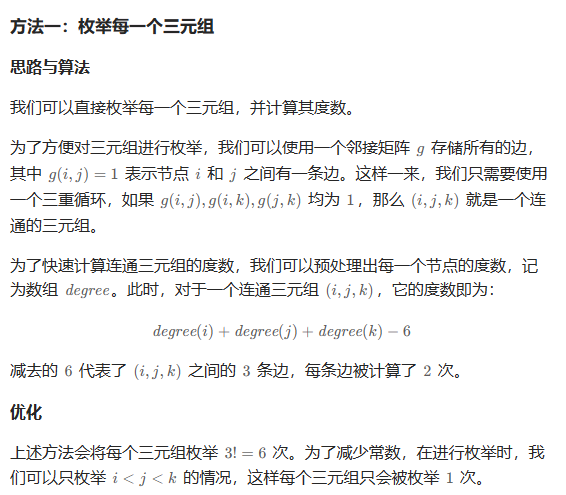 方法一：枚举每一个三元组
思路与算法
我们可以直接枚举每一个三元组，并计算其度数。
为了方便对三元组进行枚举，我们可以使用一个邻接矩阵 g 存储所有的边，
其中 g(i, j) = 1 表示节点 i 和 j 之间有一条边。这样一来，我们只需要使用
一个三重循环，如果 g(i, j), g(i, k), g(j, k) 均为 1，那么 (i, j, k) 就是一个连
通的三元组。
为了快速计算连通三元组的度数，我们可以预处理出每一个节点的度数，记
为数组 degree。此时，对于一个连通三元组 (i, j, k)，它的度数即为：
degree(i) + degree(j) + degree(k) − 6
减去的 6 代表了 (i, j, k) 之间的 3 条边，每条边被计算了 2 次。
优化
上述方法会将每个三元组枚举 3! = 6 次。为了减少常数，在进行枚举时，我
们可以只枚举 i < j < k 的情况，这样每个三元组只会被枚举 1 次。